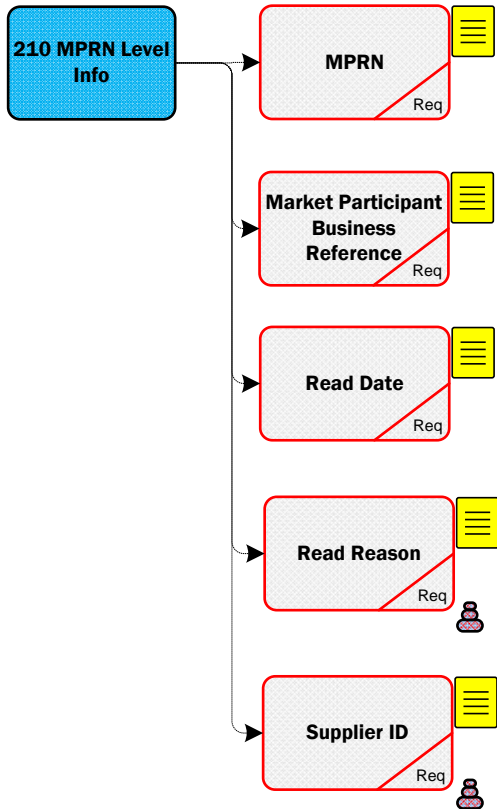 210 MPRN Level
Info
MPRN
Req
Market Participant
Business
Reference
Req
Read Date
Req
Read Reason
Req
Supplier ID
Req